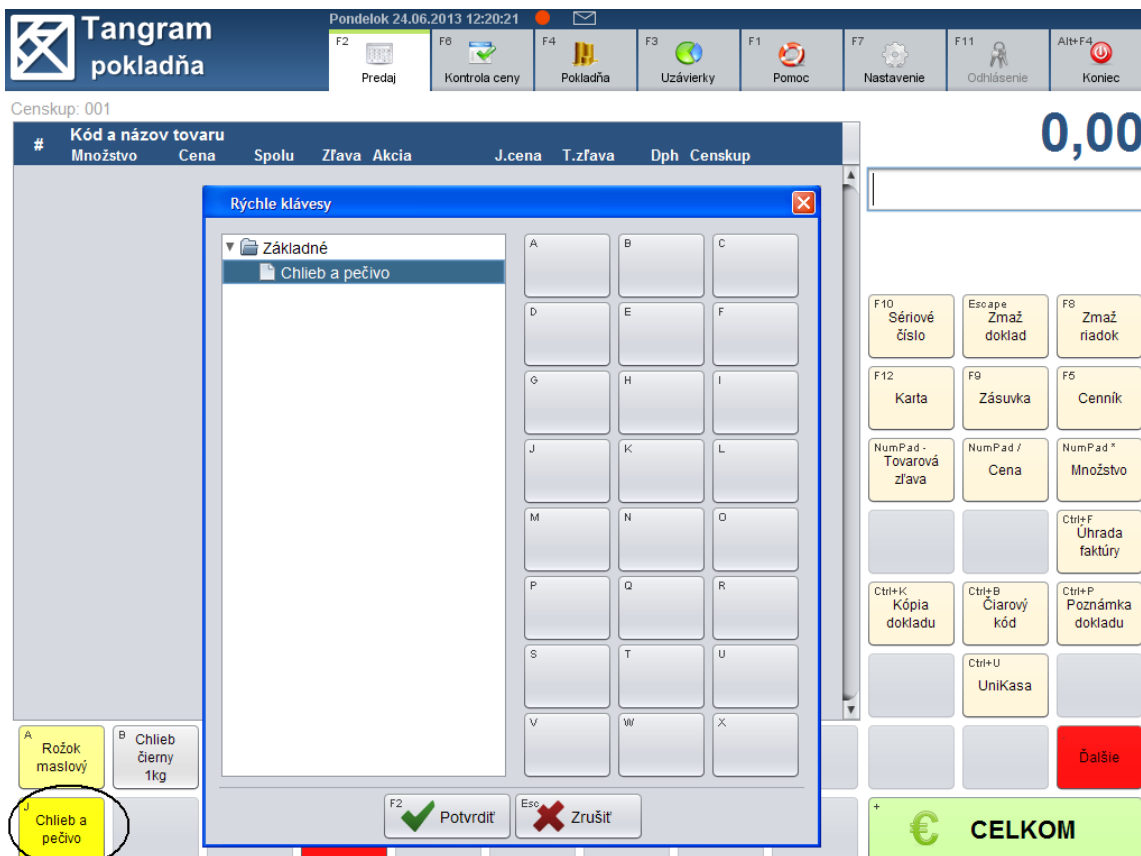 Tangram
pokladňa
Pondelok 24.06.2013 12:20:21
F2
Predaj
F6
Kontrola ceny
F4
Pokladňa
F3
Uzávierky
F1
Pomoc
F7
Nastavenie
F11
Odhlásenie
Alt+F4
Koniec
Censkup: 001
0,00
# Kód a názov tovaru
Množstvo Cena Spolu Zľava Akcia J.cena T.zľava Dph Censkup
Rýchle klávesy
Základné
Chlieb a pečivo
A B C
D E F
G H I
J K L
M N O
P Q R
S T U
V W X
F2 Potvrdiť
Esc Zrušiť
F10
Sériové
číslo
Escape
Zmaž
doklad
F8
Zmaž
riadok
F12
Karta
F9
Zásuvka
F5
Cenník
NumPad -
Tovarová
zľava
NumPad /
Cena
NumPad *
Množstvo
Ctrl+F
Úhrada
faktúry
Ctrl+K
Kópia
dokladu
Ctrl+B
Čiarový
kód
Ctrl+P
Poznámka
dokladu
Ctrl+U
UniKasa
A
Rožok
maslový
B
Chlieb
čierny
1kg
Ďalšie
J
Chlieb a
pečivo
+
€ CELKOM